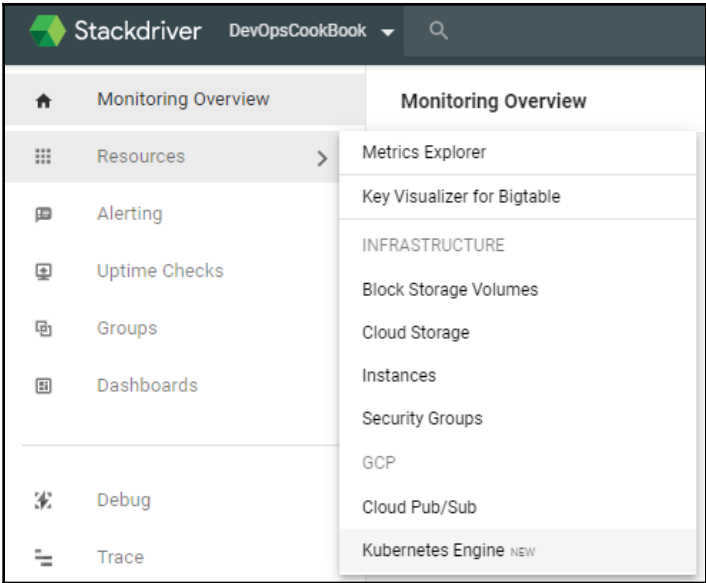 Stackdriver DevOpsCookBook
Monitoring Overview
Resources
Alerting
Uptime Checks
Groups
Dashboards
Debug
Trace
Monitoring Overview
Metrics Explorer
Key Visualizer for Bigtable
INFRASTRUCTURE
Block Storage Volumes
Cloud Storage
Instances
Security Groups
GCP
Cloud Pub/Sub
Kubernetes Engine NEW